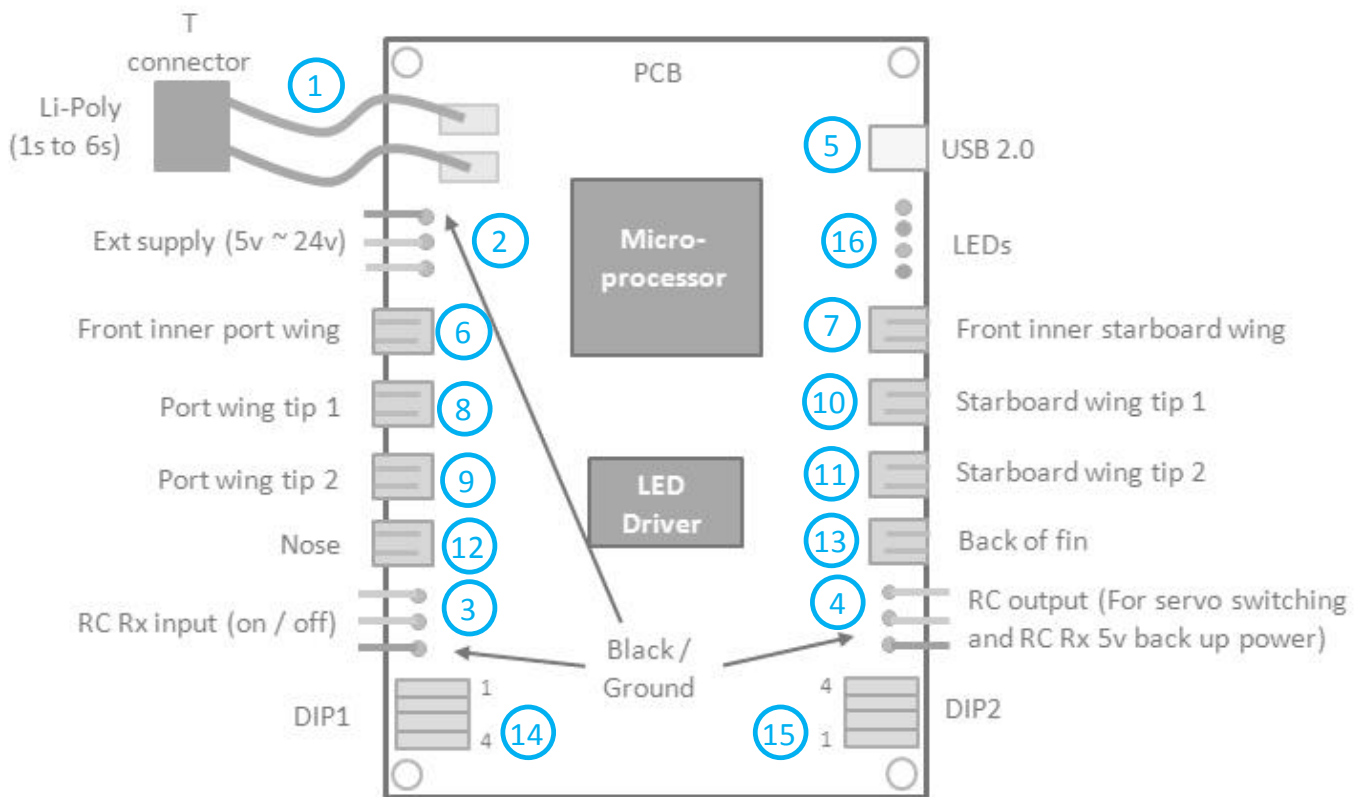 T
connector
1
PCB
Li-Poly
(1s to 6s)
5
USB 2.0
Ext supply (5v ~ 24v)
2
Micro-
processor
16
LEDs
Front inner port wing
6
7
Front inner starboard wing
Port wing tip 1
8
10
Starboard wing tip 1
Port wing tip 2
9
LED
Driver
11
Starboard wing tip 2
Nose
12
13
Back of fin
RC Rx input (on / off)
3
4
RC output (For servo switching
and RC Rx 5v back up power)
Black /
Ground
DIP1
1
4
14
15
4
1
DIP2